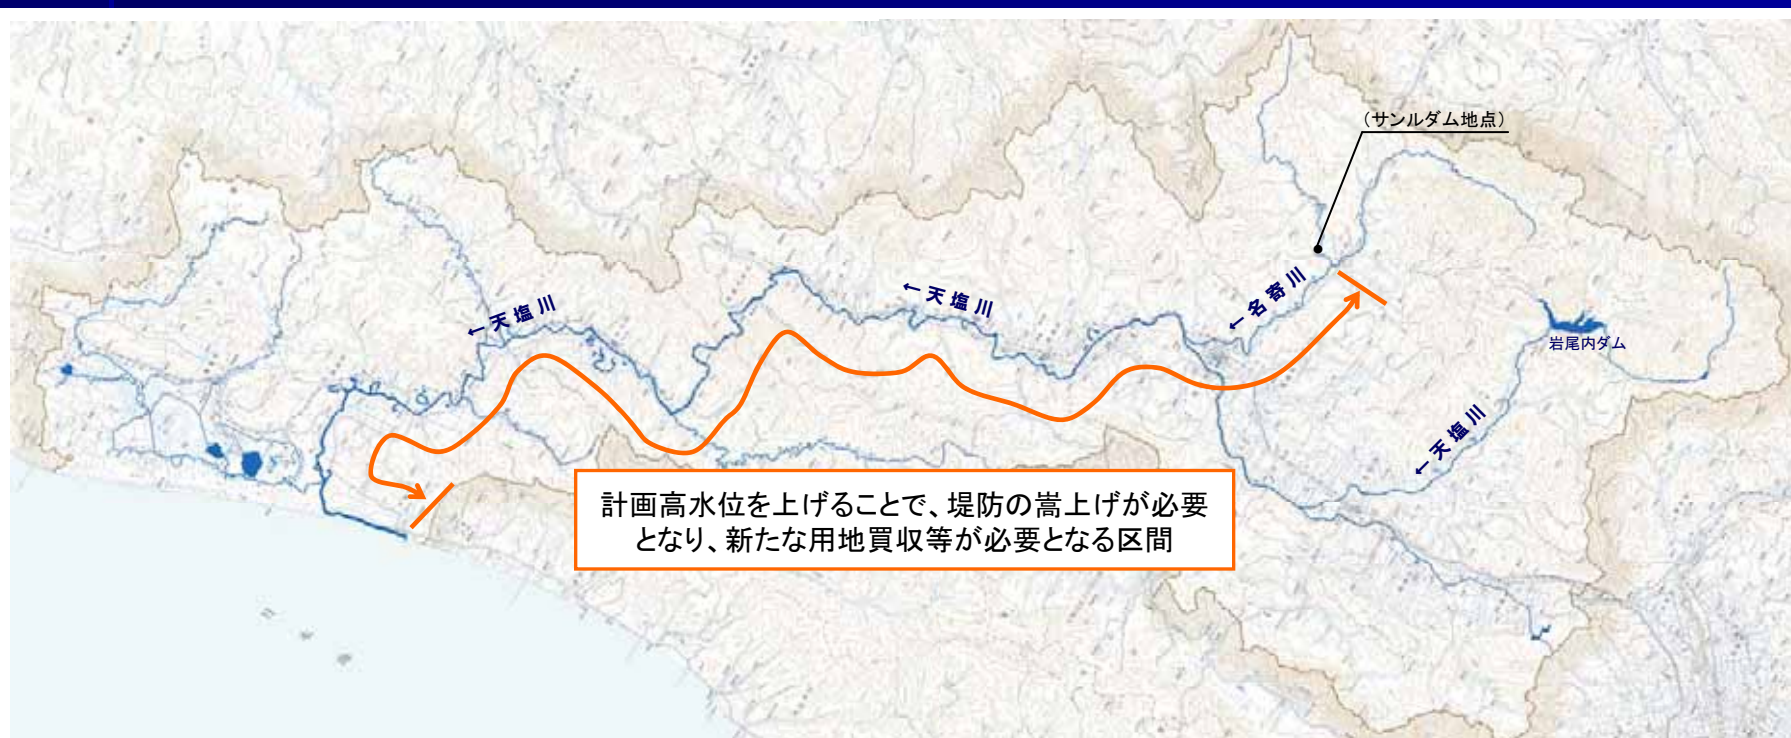 (サンルダム地点)
←名寄川
←天塩川
←天塩川
岩尾内ダム
←天塩川
計画高水位を上げることで、堤防の嵩上げが必要
となり、新たな用地買収等が必要となる区間